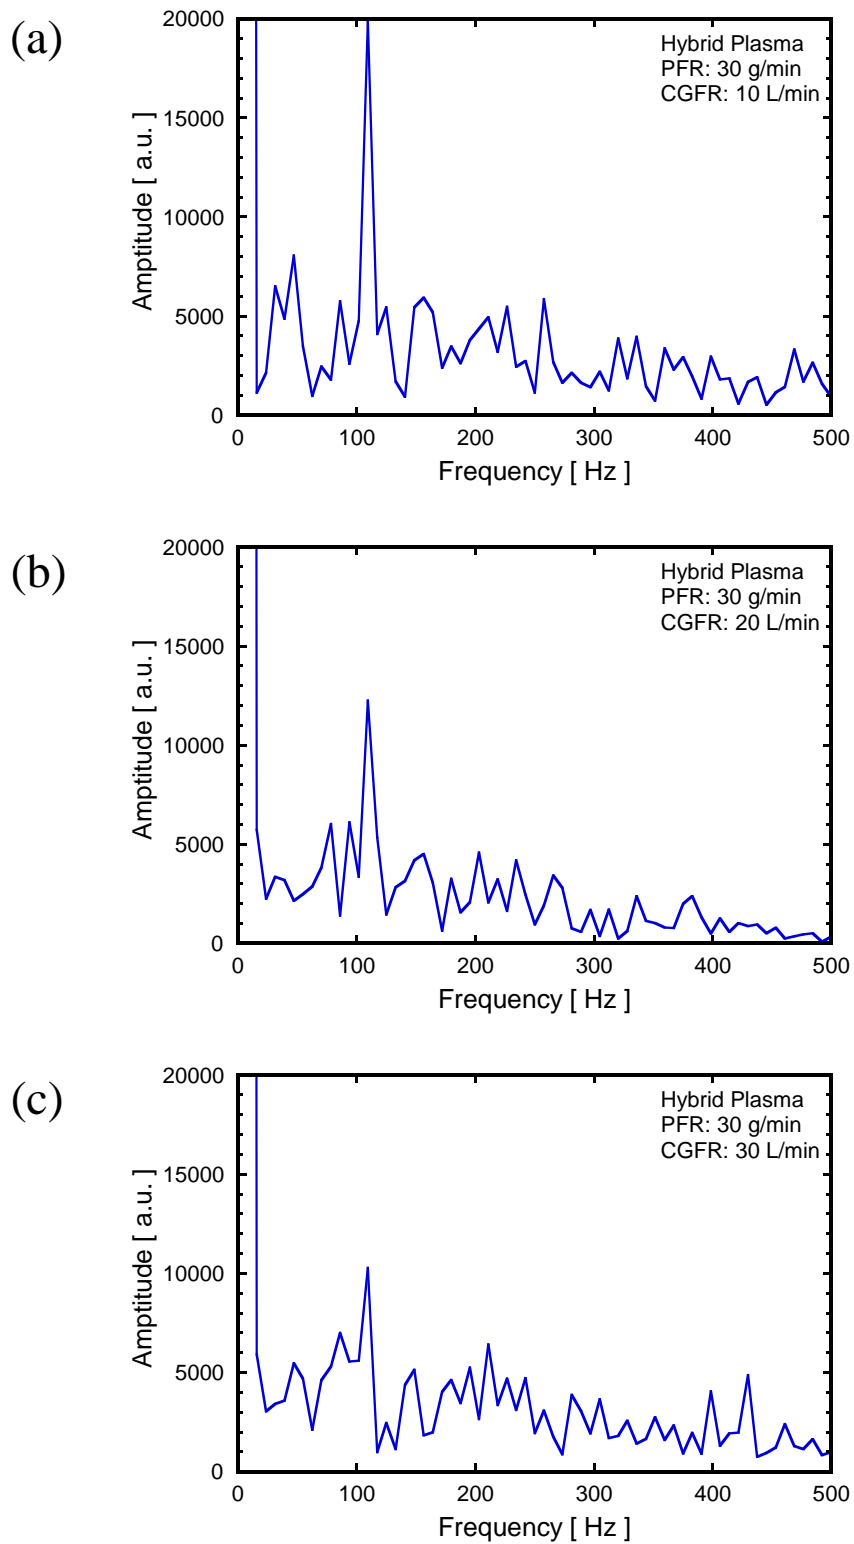 (a)
20000
15000
10000
5000
0
Amptitude [ a.u. ]
Hybrid Plasma
PFR: 30 g/min
CGFR: 10 L/min
0 100 200 300 400 500
Frequency [ Hz ]
(b)
20000
15000
10000
5000
0
Amptitude [ a.u. ]
Hybrid Plasma
PFR: 30 g/min
CGFR: 20 L/min
0 100 200 300 400 500
Frequency [ Hz ]
(c)
20000
15000
10000
5000
0
Amptitude [ a.u. ]
Hybrid Plasma
PFR: 30 g/min
CGFR: 30 L/min
0 100 200 300 400 500
Frequency [ Hz ]